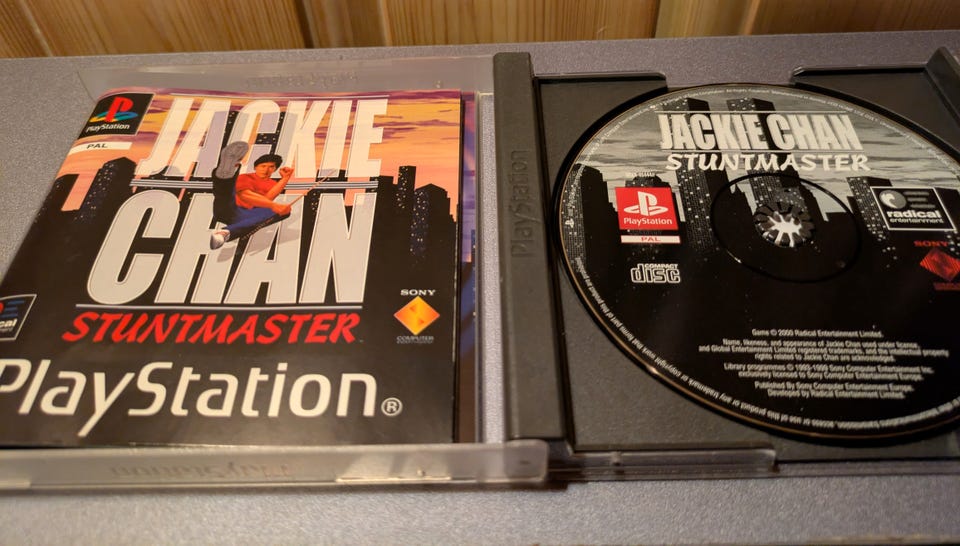 PlayStation
PAL
JACKIE
CHAN
STUNTMASTER
SONY
COMPUTER
ENTERTAINMENT
PlayStation®
PlayStation
JACKIE CHAN
STUNTMASTER
PlayStation
PAL
COMPACT
disc
radical
entertainment
SONY
Game © 2000 Radical Entertainment Limited.
Name, likeness, and appearance of Jackie Chan used under license,
and Global Entertainment Limited registered trademarks, and the intellectual property
rights related to Jackie Chan are acknowledged.
Library programmes © 1993-1999 Sony Computer Entertainment Inc.
exclusively licensed to Sony Computer Entertainment Europe.
Published By Sony Computer Entertainment Europe.
Developed by Radical Entertainment Limited.